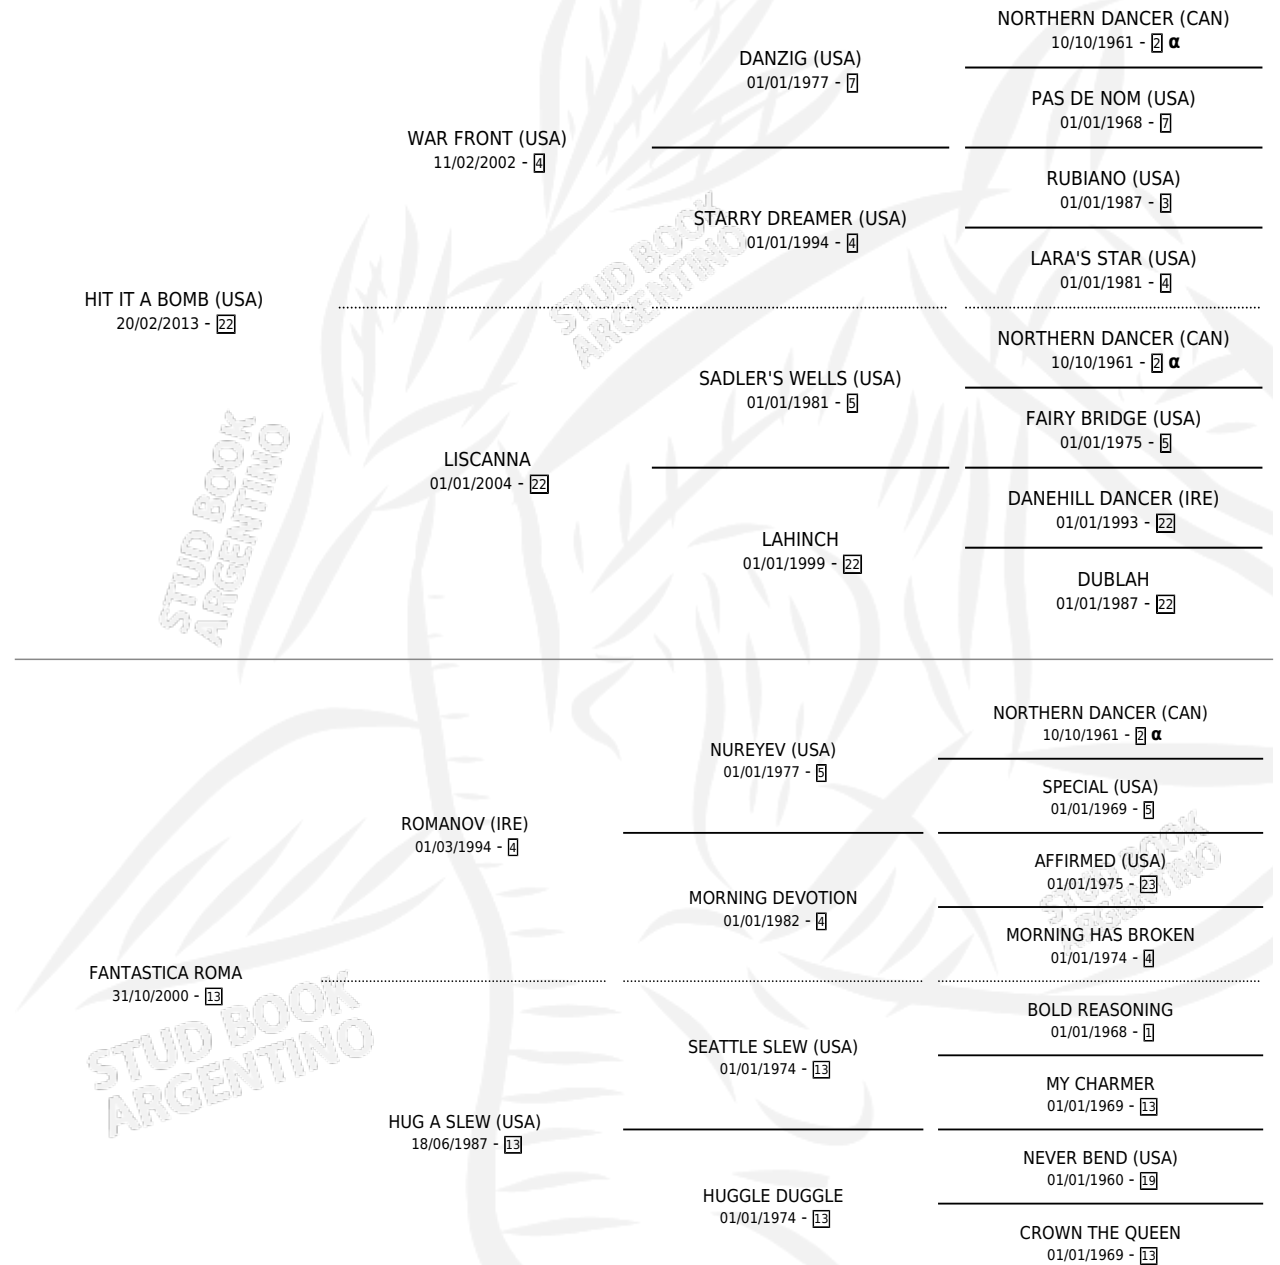 NORTHERN DANCER (CAN)
10/10/1961 - 2 α
DANZIG (USA)
01/01/1977 - 7
PAS DE NOM (USA)
01/01/1968 - 7
WAR FRONT (USA)
11/02/2002 - 4
RUBIANO (USA)
01/01/1987 - 3
STARRY DREAMER (USA)
01/01/1994 - 4
LARA'S STAR (USA)
01/01/1981 - 4
HIT IT A BOMB (USA)
20/02/2013 - 22
NORTHERN DANCER (CAN)
10/10/1961 - 2 α
SADLER'S WELLS (USA)
01/01/1981 - 5
FAIRY BRIDGE (USA)
01/01/1975 - 5
LISCANNA
01/01/2004 - 22
DANEHILL DANCER (IRE)
01/01/1993 - 22
LAHINCH
01/01/1999 - 22
DUBLAH
01/01/1987 - 22
NORTHERN DANCER (CAN)
10/10/1961 - 2 α
NUREYEV (USA)
01/01/1977 - 5
SPECIAL (USA)
01/01/1969 - 5
ROMANOV (IRE)
01/03/1994 - 4
AFFIRMED (USA)
01/01/1975 - 23
MORNING DEVOTION
01/01/1982 - 4
MORNING HAS BROKEN
01/01/1974 - 4
FANTASTICA ROMA
31/10/2000 - 13
BOLD REASONING
01/01/1968 - 1
SEATTLE SLEW (USA)
01/01/1974 - 13
MY CHARMER
01/01/1969 - 13
HUG A SLEW (USA)
18/06/1987 - 13
NEVER BEND (USA)
01/01/1960 - 19
HUGGLE DUGGLE
01/01/1974 - 13
CROWN THE QUEEN
01/01/1969 - 13
STUD BOOK
ARGENTINO
STUD BOOK
ARGENTINO
STUD BOOK
ARGENTINO
STUD BOOK
ARGENTINO